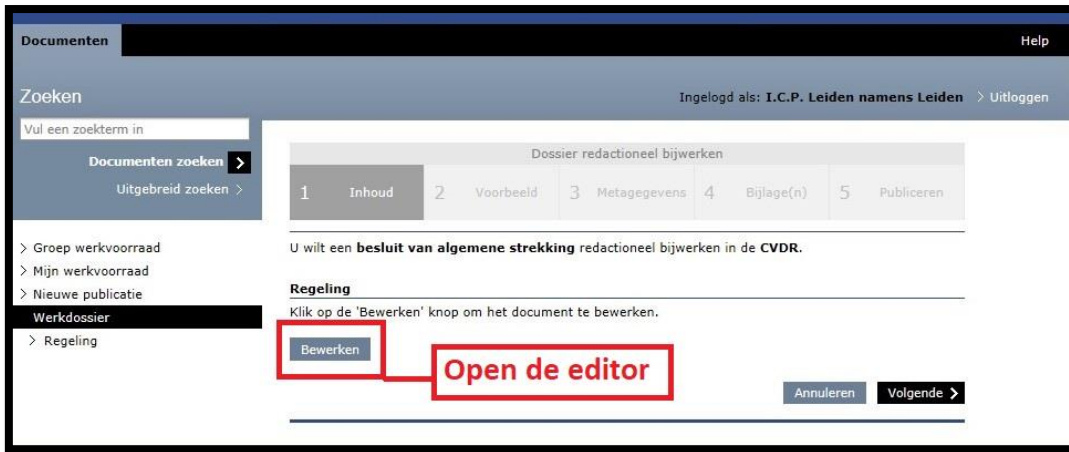 Documenten
Help
Zoeken
Ingelogd als: I.C.P. Leiden namens Leiden > Uitloggen
Vul een zoekterm in
Documenten zoeken >
Uitgebreid zoeken >
Dossier redactioneel bijwerken
1 Inhoud 2 Voorbeeld 3 Metagegevens 4 Bijlage(n) 5 Publiceren
> Groep werkvoorraad
> Mijn werkvoorraad
> Nieuwe publicatie
Werkdossier
> Regeling
U wilt een besluit van algemene strekking redactioneel bijwerken in de CVDR.
Regeling
Klik op de 'Bewerken' knop om het document te bewerken.
Bewerken
Open de editor
Annuleren Volgende >